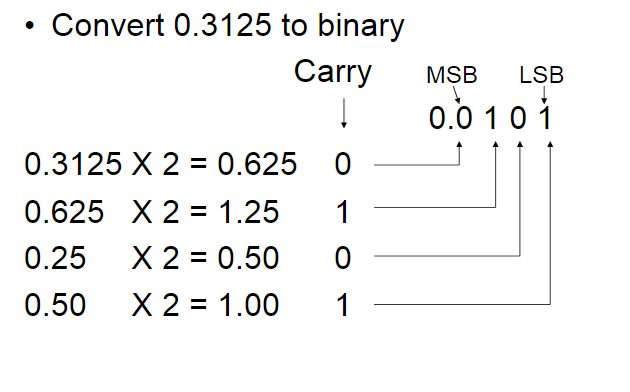 • Convert 0.3125 to binary
Carry MSB LSB
0.0 1 0 1
0.3125 X 2 = 0.625 0
0.625 X 2 = 1.25 1
0.25 X 2 = 0.50 0
0.50 X 2 = 1.00 1